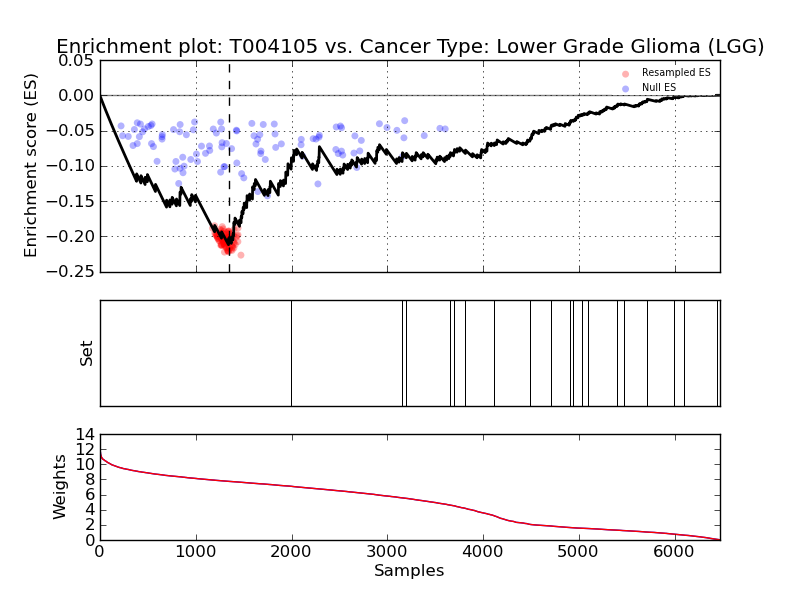 Enrichment plot: T004105 vs. Cancer Type: Lower Grade Glioma (LGG)
Enrichment score (ES)
0.05
0.00
−0.05
−0.10
−0.15
−0.20
−0.25
Resampled ES
Null ES
Set
Weights
14
12
10
8
6
4
2
0
0 1000 2000 3000 4000 5000 6000
Samples